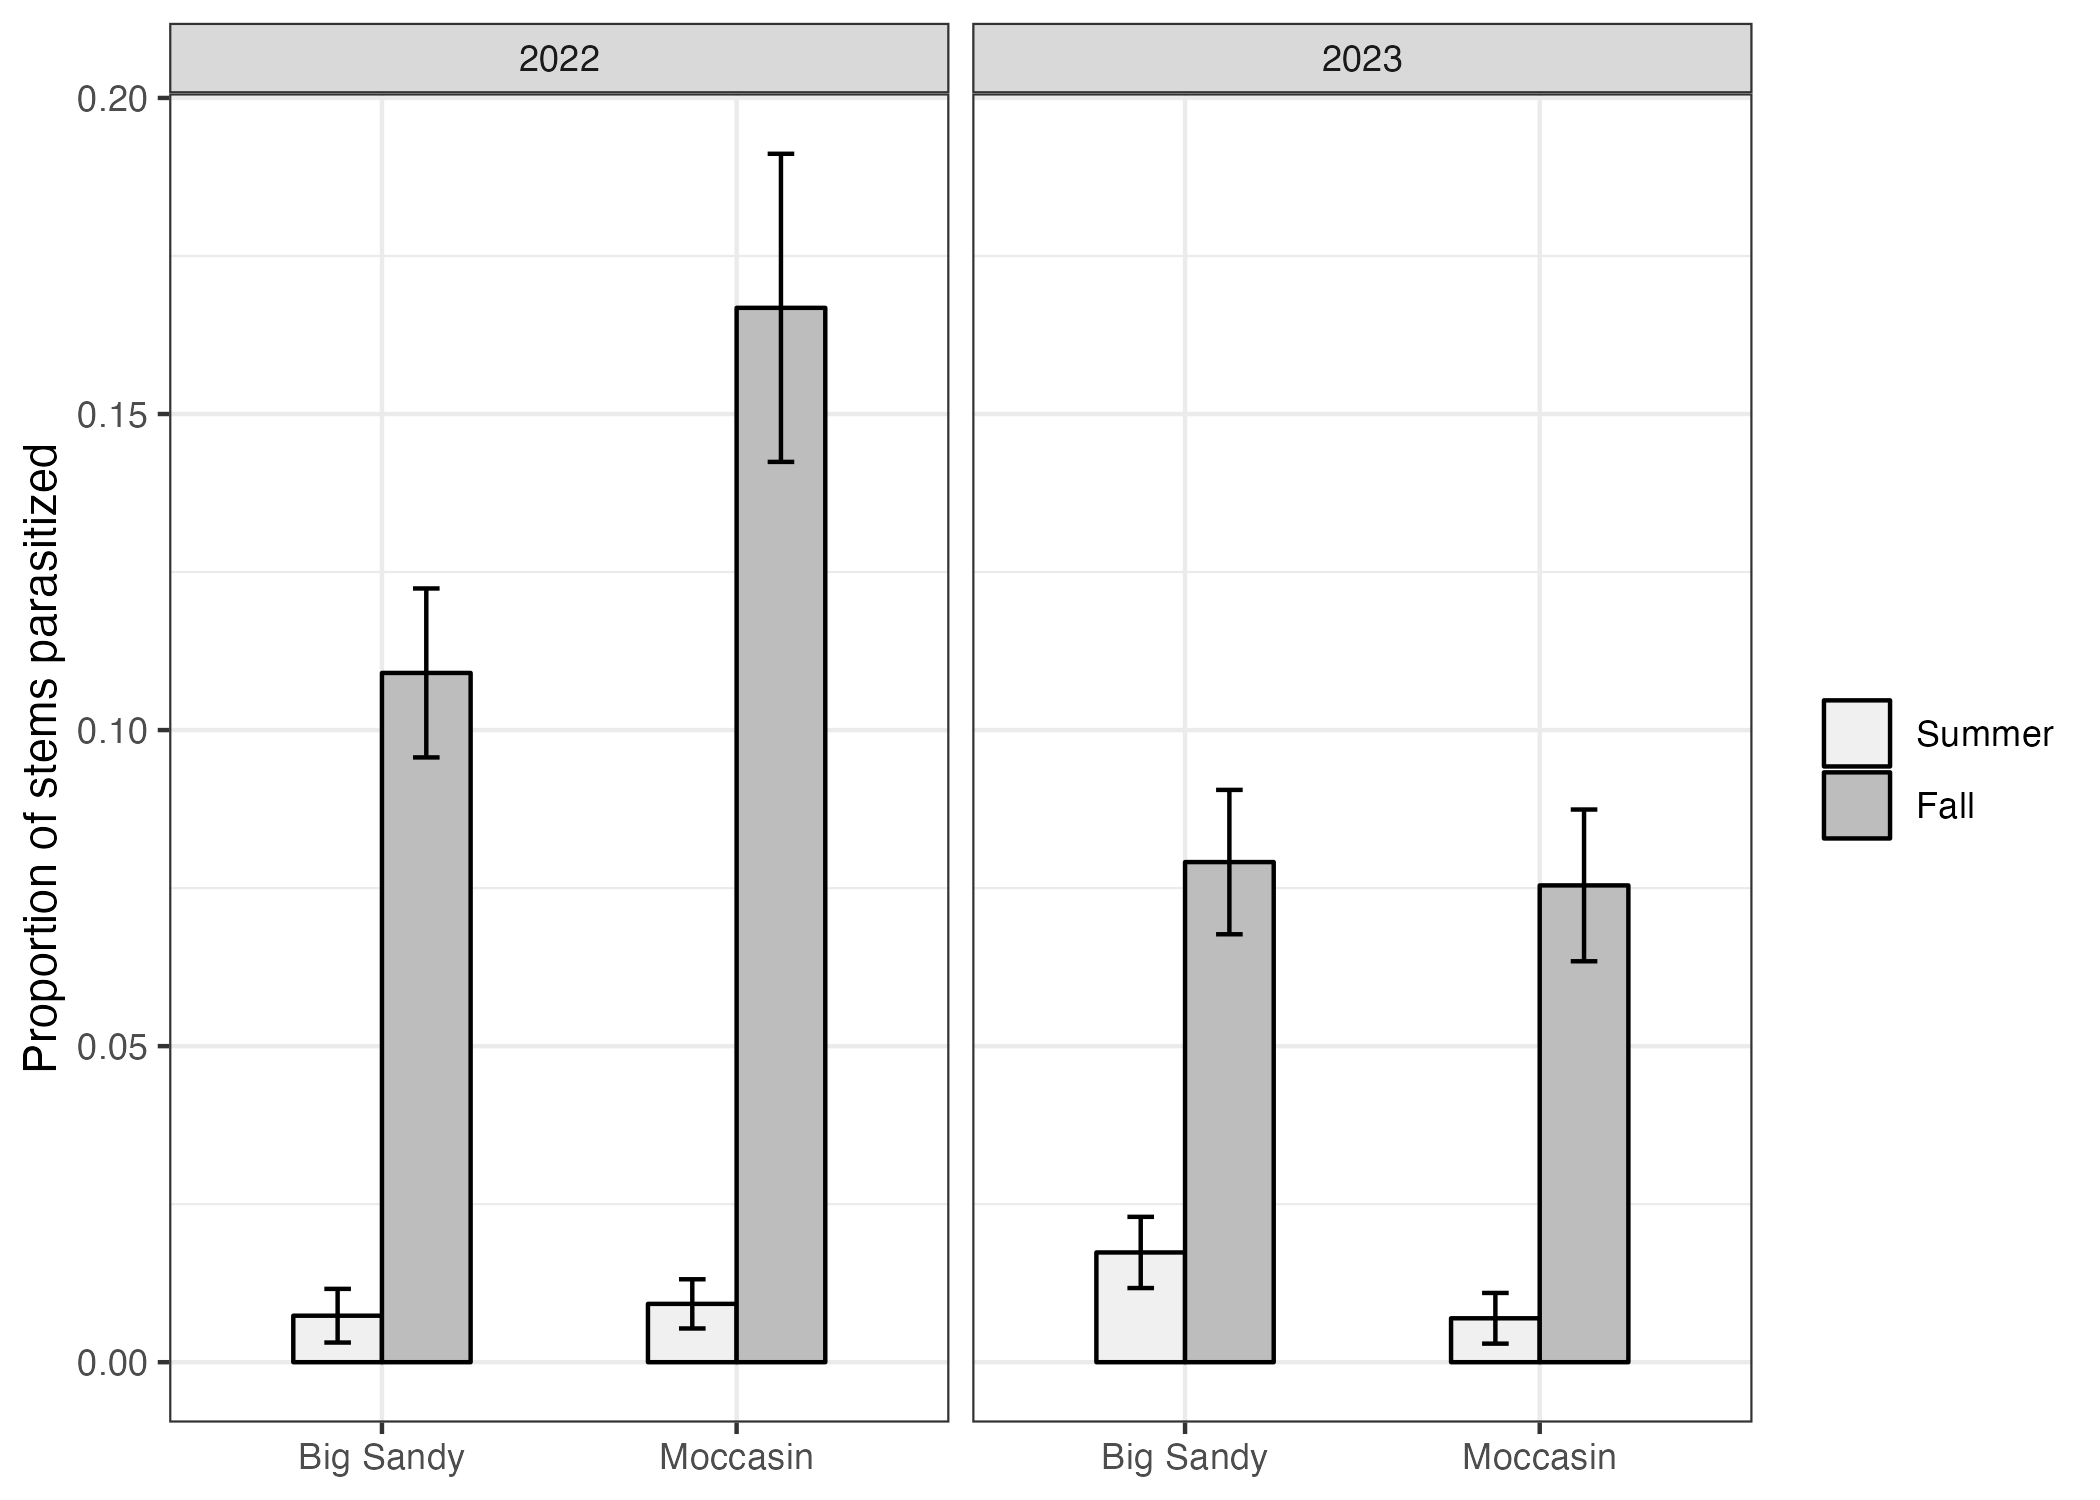 2022
2023
Proportion of stems parasitized
0.20
0.15
0.10
0.05
0.00
Big Sandy
Moccasin
Big Sandy
Moccasin
Summer
Fall